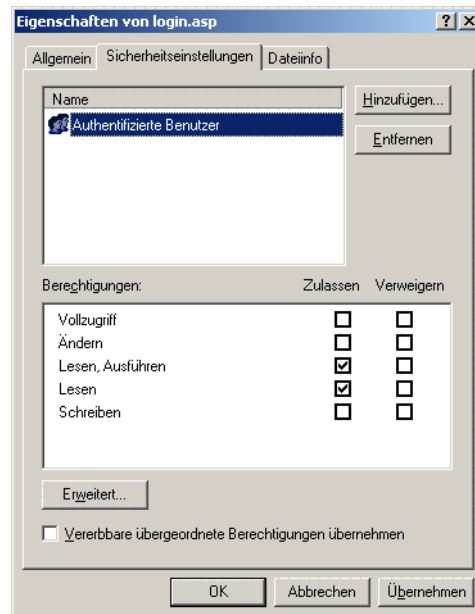 Eigenschaften von login.asp
Allgemein Sicherheitseinstellungen Dateiinfo
Name
Authentifizierte Benutzer
Hinzufügen...
Entfernen
Berechtigungen: Zulassen Verweigern
Vollzugriff
Ändern
Lesen, Ausführen
Lesen
Schreiben
Erweitert...
Vererbbare übergeordnete Berechtigungen übernehmen
OK Abbrechen Übernehmen